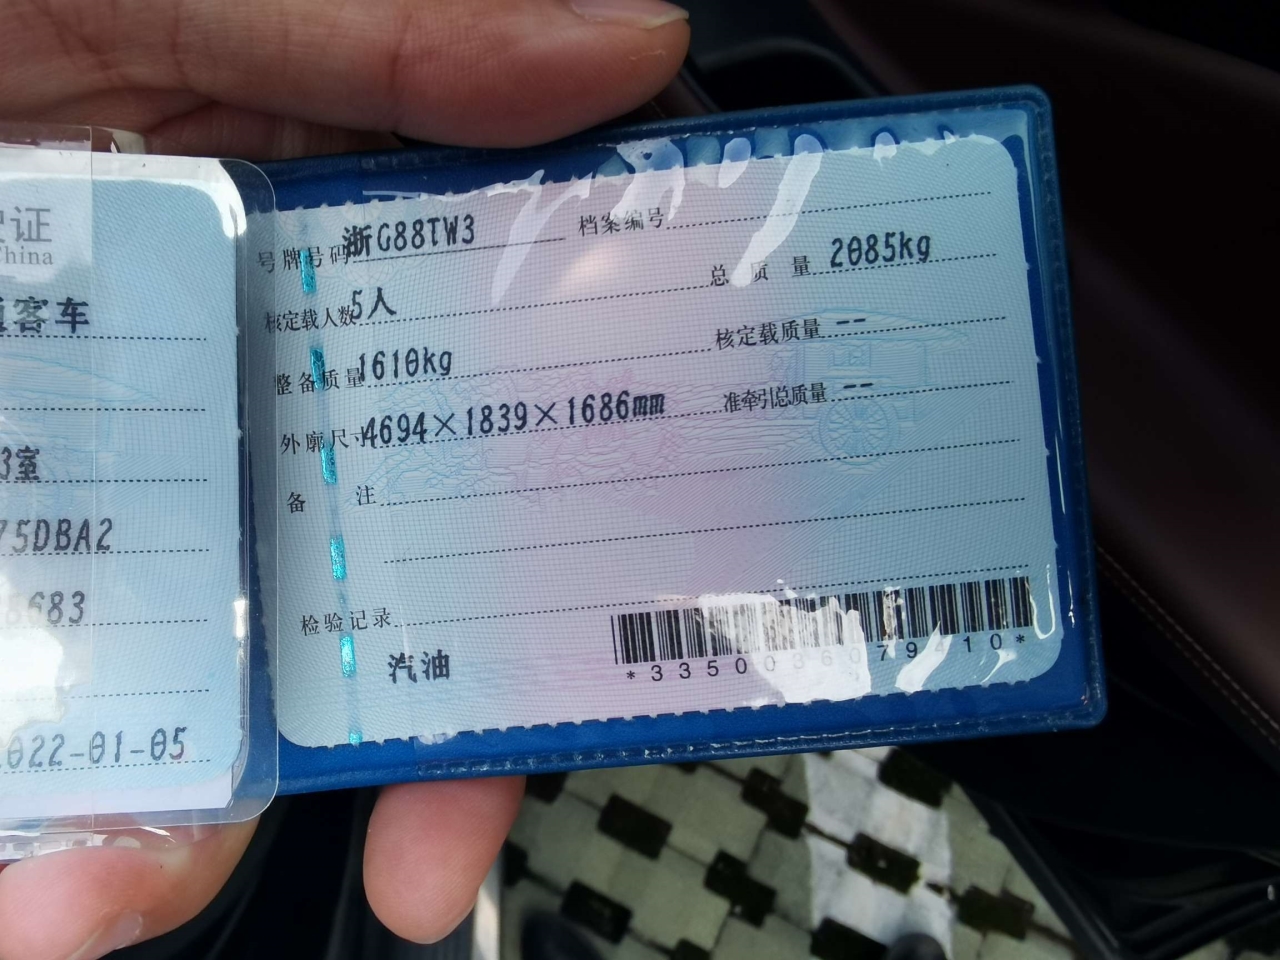 证
China
客车
3室
75DBA2
683
022-01-05
号牌号码 浙G88TW3 档案编号
核定载人数 5人 总质量 2085kg
整备质量 1610kg 核定载质量 --
外廓尺寸 4694×1839×1686mm 准牵引总质量 --
备注
检验记录
汽油
*3350036079410*